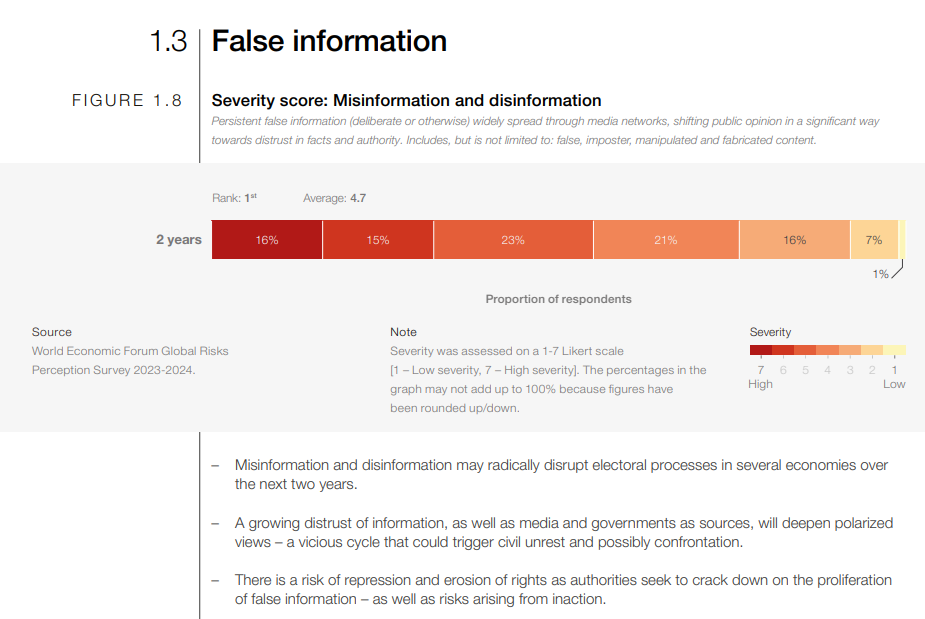 1.3 False information
FIGURE 1.8 Severity score: Misinformation and disinformation
Persistent false information (deliberate or otherwise) widely spread through media networks, shifting public opinion in a significant way
towards distrust in facts and authority. Includes, but is not limited to: false, imposter, manipulated and fabricated content.
Rank: 1st Average: 4.7
2 years 16% 15% 23% 21% 16% 7%
1%
Proportion of respondents
Source
World Economic Forum Global Risks
Perception Survey 2023-2024.
Note
Severity was assessed on a 1-7 Likert scale
[1 – Low severity, 7 – High severity]. The percentages in the
graph may not add up to 100% because figures have
been rounded up/down.
Severity
7 6 5 4 3 2 1
High Low
– Misinformation and disinformation may radically disrupt electoral processes in several economies over
the next two years.
– A growing distrust of information, as well as media and governments as sources, will deepen polarized
views – a vicious cycle that could trigger civil unrest and possibly confrontation.
– There is a risk of repression and erosion of rights as authorities seek to crack down on the proliferation
of false information – as well as risks arising from inaction.